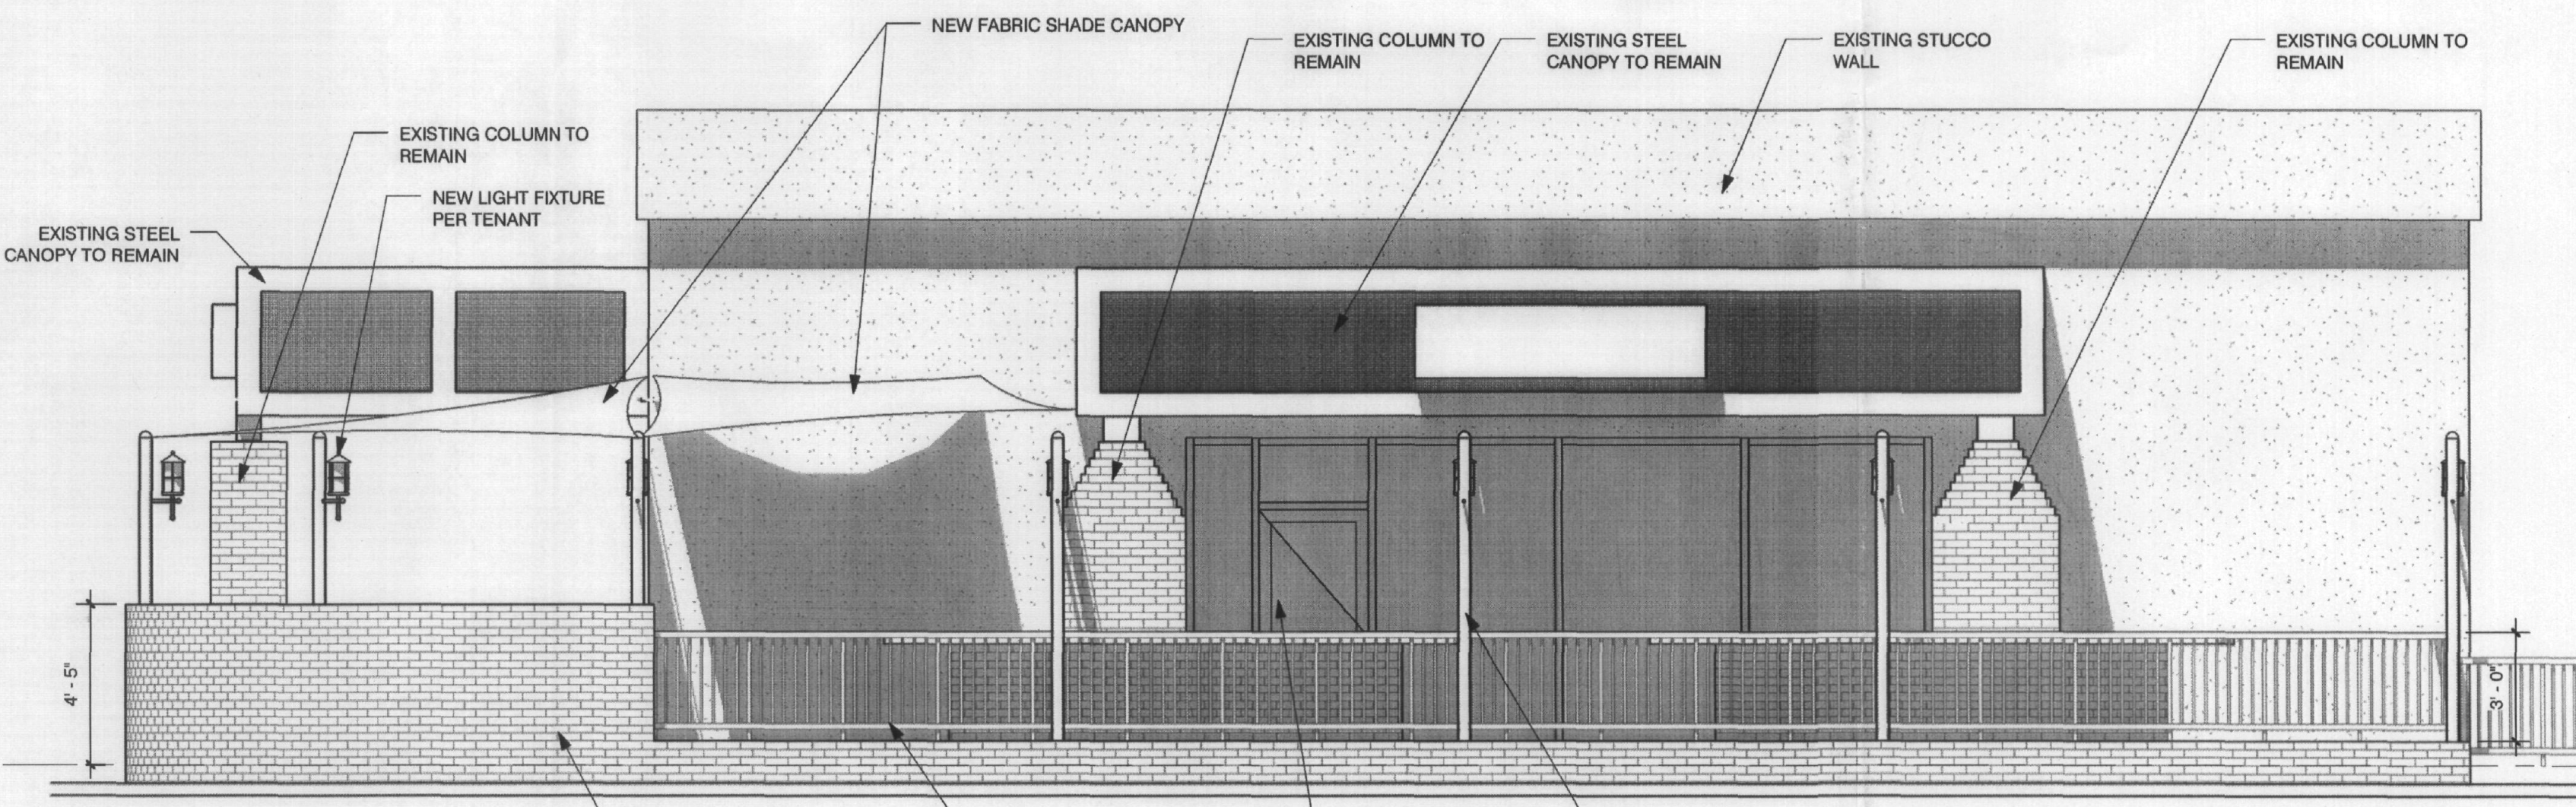 NEW FABRIC SHADE CANOPY
EXISTING COLUMN TO
REMAIN
EXISTING STEEL
CANOPY TO REMAIN
EXISTING STUCCO
WALL
EXISTING COLUMN TO
REMAIN
EXISTING COLUMN TO
REMAIN
NEW LIGHT FIXTURE
PER TENANT
EXISTING STEEL
CANOPY TO REMAIN
4' - 5"
3' - 0"